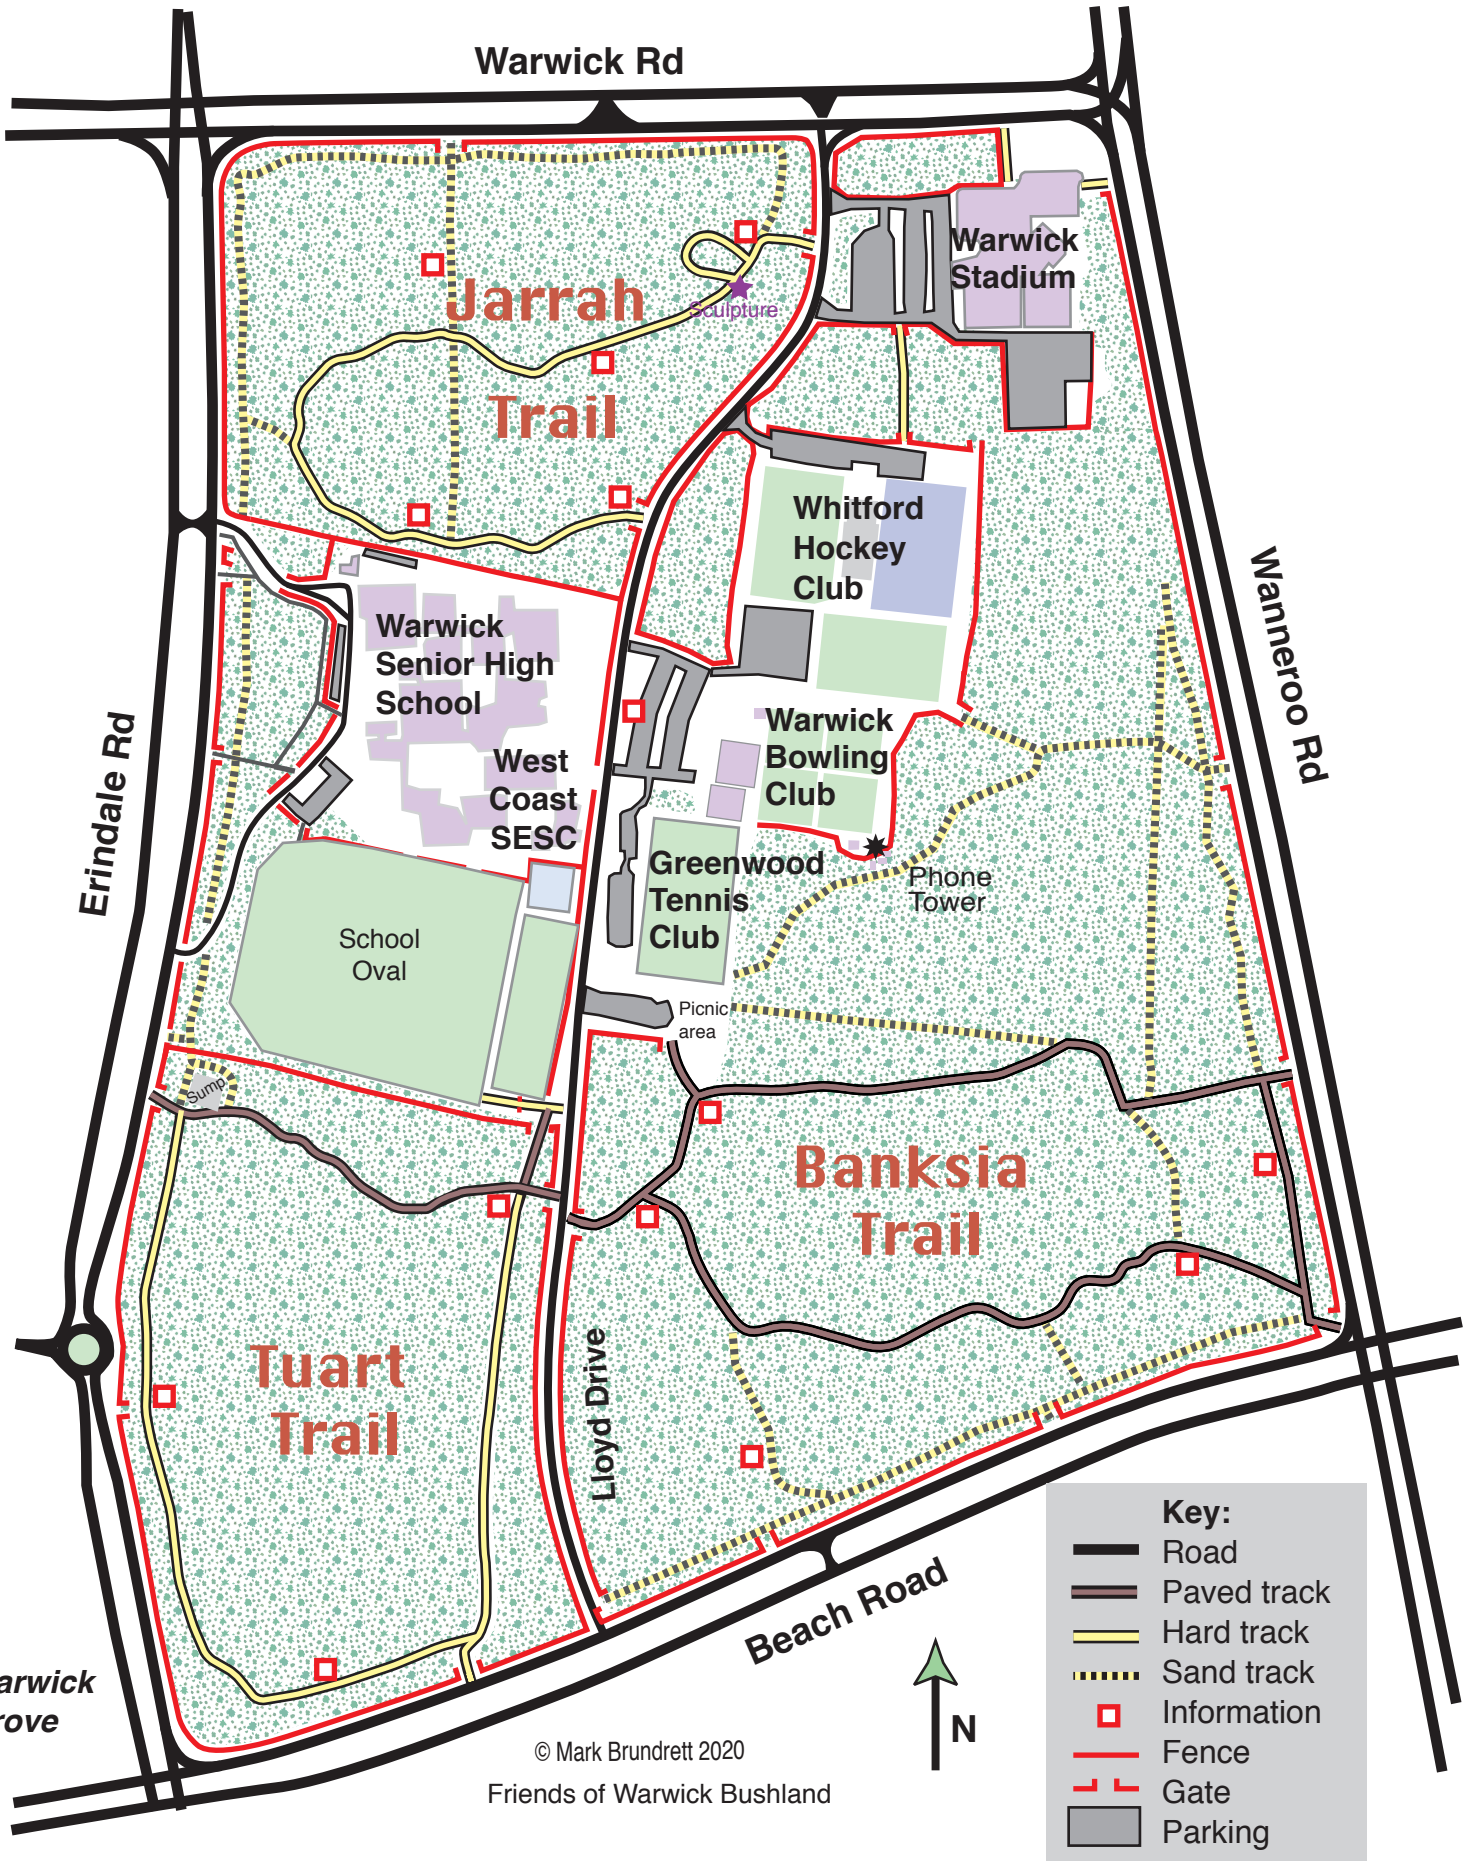 Warwick Rd
Warwick
Stadium
Jarrah
Trail
Sculpture
Whitford
Hockey
Club
Wanneroo Rd
Warwick
Senior High
School
West
Coast
SESC
Erindale Rd
Warwick
Bowling
Club
Greenwood
Tennis
Club
Phone
Tower
School
Oval
Picnic
area
Sump
Banksia
Trail
Tuart
Trail
Lloyd Drive
Beach Road
arwick
rove
N
© Mark Brundrett 2020
Friends of Warwick Bushland
Key:
Road
Paved track
Hard track
Sand track
Information
Fence
Gate
Parking